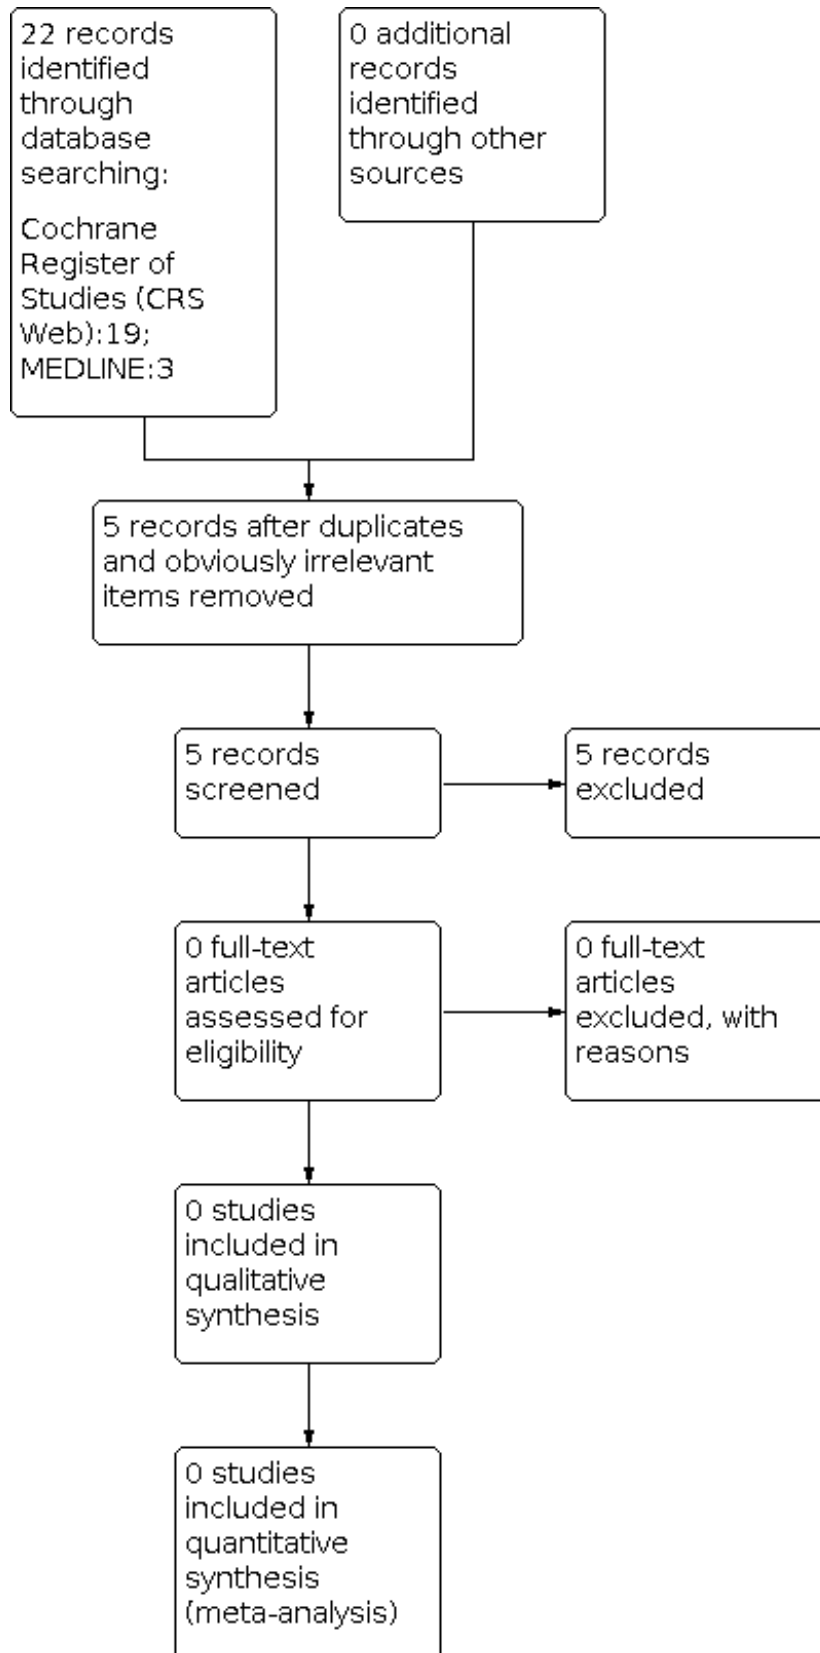 22 records
identified
through
database
searching:
Cochrane
Register of
Studies (CRS
Web):19;
MEDLINE:3
0 additional
records
identified
through other
sources
5 records after duplicates
and obviously irrelevant
items removed
5 records
screened
5 records
excluded
0 full-text
articles
assessed for
eligibility
0 full-text
articles
excluded, with
reasons
0 studies
included in
qualitative
synthesis
0 studies
included in
quantitative
synthesis
(meta-analysis)